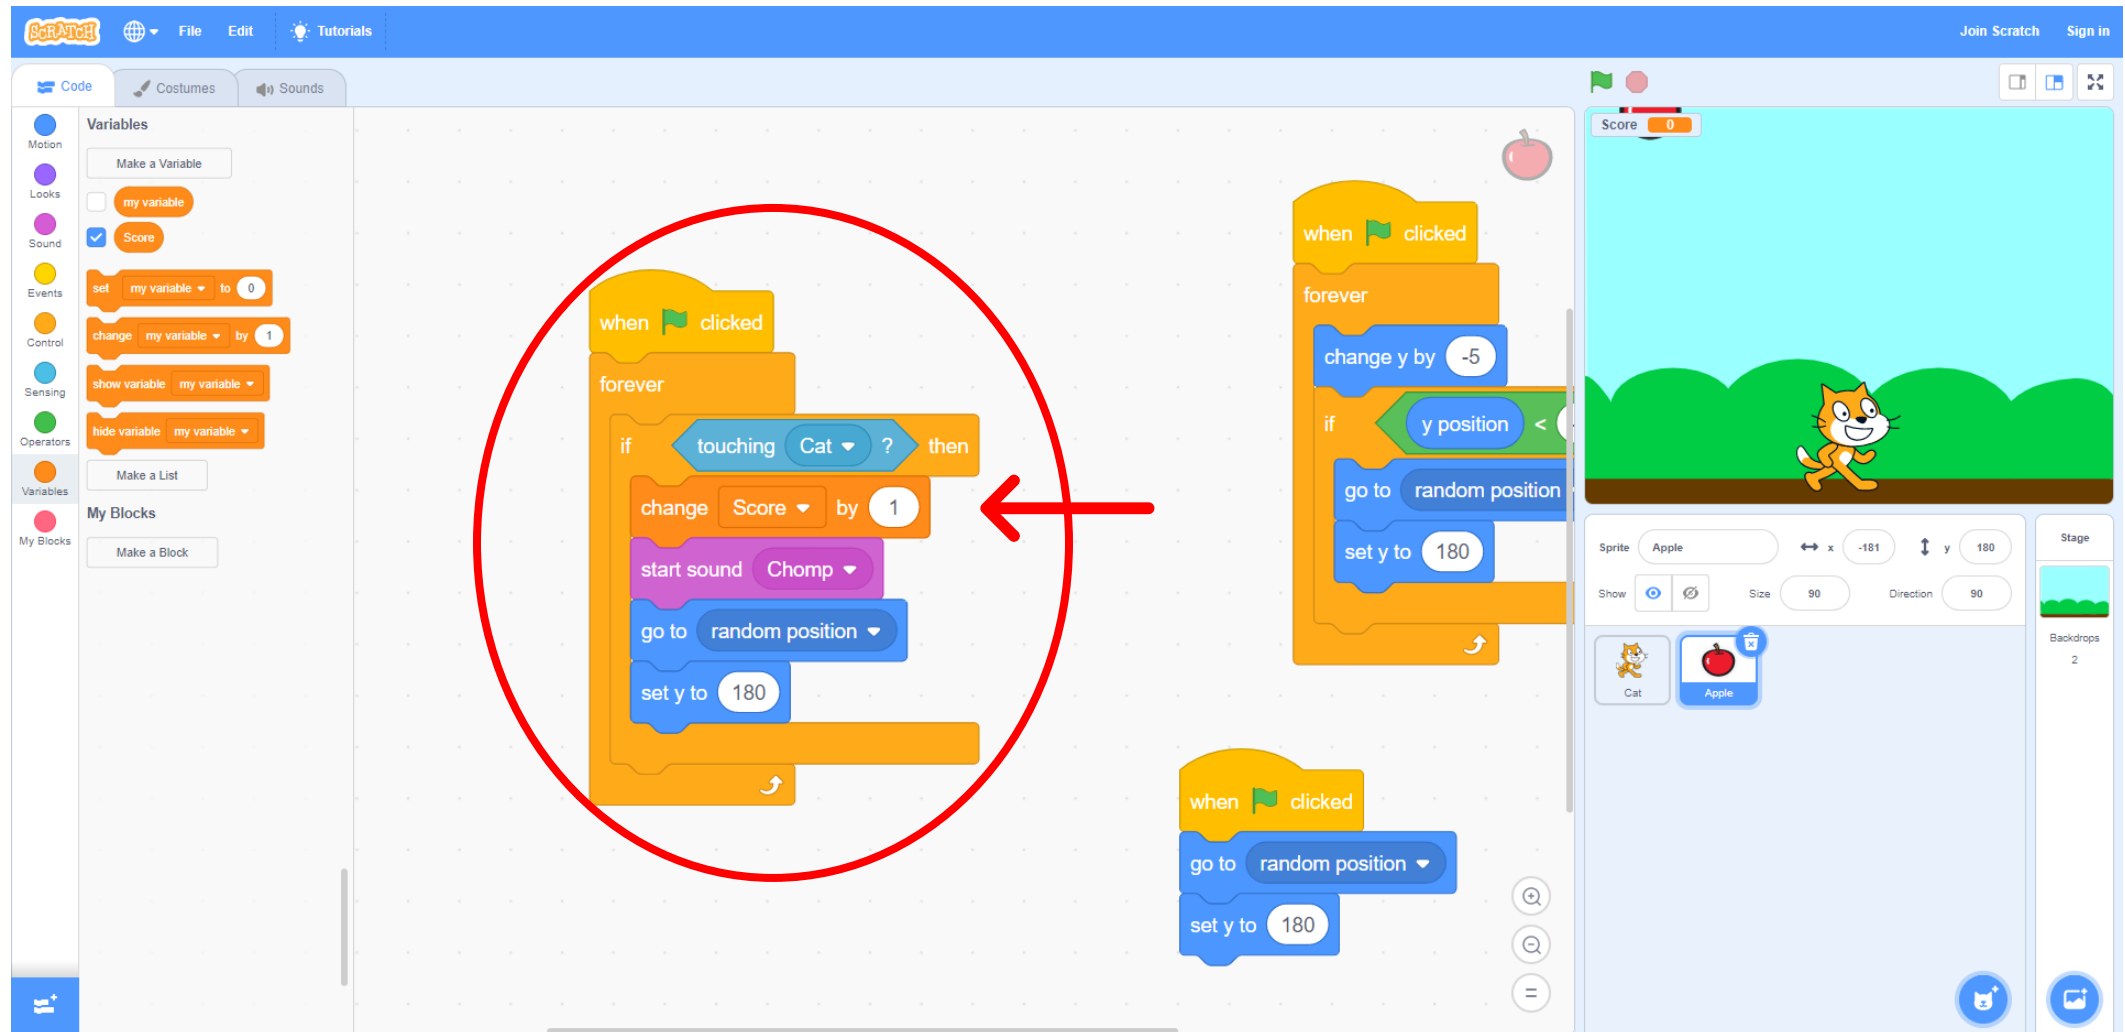 SCRATCH File Edit Tutorials Join Scratch Sign in
Code Costumes Sounds
Motion
Looks
Sound
Events
Control
Sensing
Operators
Variables
My Blocks
Variables
Make a Variable
my variable
Score
set my variable to 0
change my variable by 1
show variable my variable
hide variable my variable
Make a List
My Blocks
Make a Block
when clicked
forever
if touching Cat ? then
change Score by 1
start sound Chomp
go to random position
set y to 180
when clicked
forever
change y by -5
if y position <
go to random position
set y to 180
when clicked
go to random position
set y to 180
Score 0
Sprite Apple x -181 y 180
Show Size 90 Direction 90
Cat
Apple
Stage
Backdrops
2